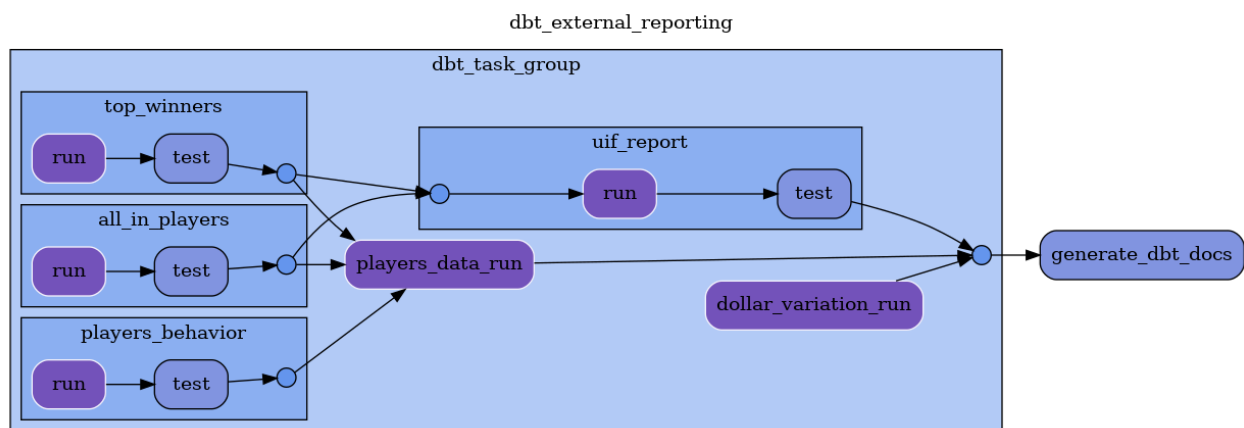 dbt_external_reporting
dbt_task_group
top_winners
run
test
uif_report
run
test
all_in_players
run
test
players_data_run
generate_dbt_docs
dollar_variation_run
players_behavior
run
test